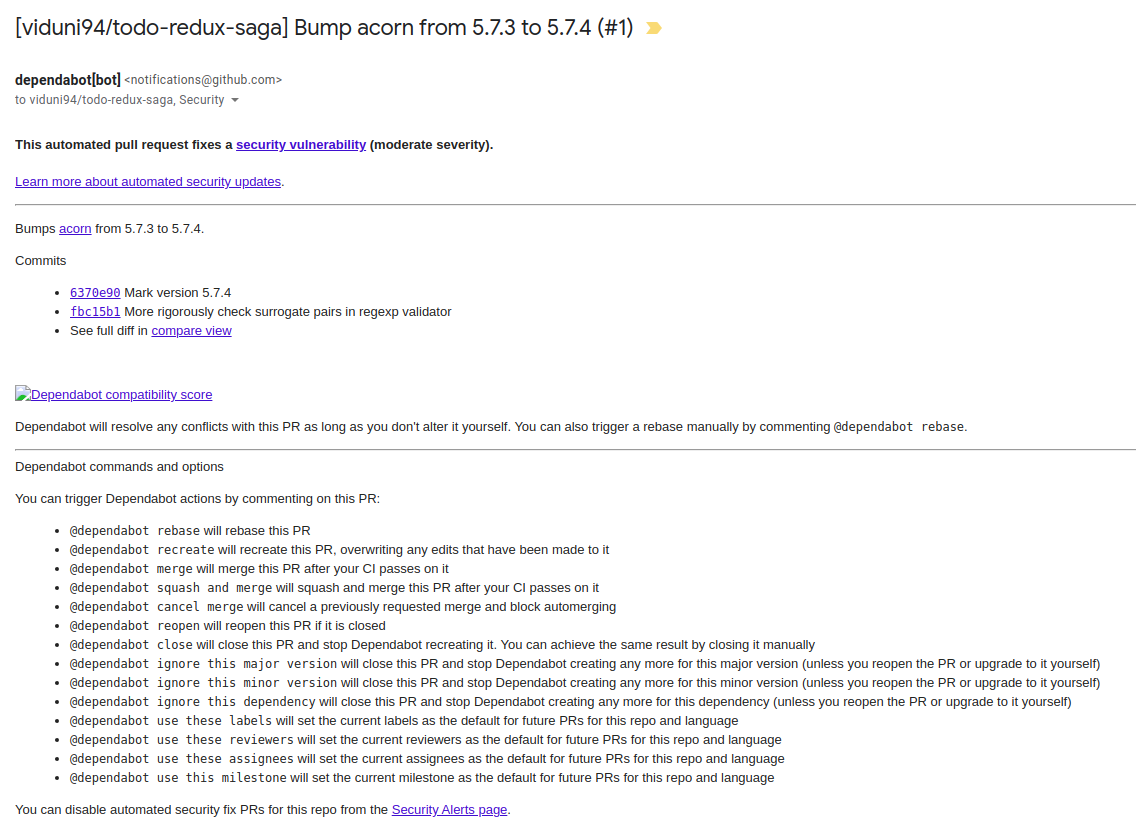 [viduni94/todo-redux-saga] Bump acorn from 5.7.3 to 5.7.4 (#1)
dependabot[bot] <notifications@github.com>
to viduni94/todo-redux-saga, Security
This automated pull request fixes a security vulnerability (moderate severity).
Learn more about automated security updates.
Bumps acorn from 5.7.3 to 5.7.4.
Commits
• 6370e90 Mark version 5.7.4
• fbc15b1 More rigorously check surrogate pairs in regexp validator
• See full diff in compare view
Dependabot compatibility score
Dependabot will resolve any conflicts with this PR as long as you don't alter it yourself. You can also trigger a rebase manually by commenting @dependabot rebase.
Dependabot commands and options
You can trigger Dependabot actions by commenting on this PR:
• @dependabot rebase will rebase this PR
• @dependabot recreate will recreate this PR, overwriting any edits that have been made to it
• @dependabot merge will merge this PR after your CI passes on it
• @dependabot squash and merge will squash and merge this PR after your CI passes on it
• @dependabot cancel merge will cancel a previously requested merge and block automerging
• @dependabot reopen will reopen this PR if it is closed
• @dependabot close will close this PR and stop Dependabot recreating it. You can achieve the same result by closing it manually
• @dependabot ignore this major version will close this PR and stop Dependabot creating any more for this major version (unless you reopen the PR or upgrade to it yourself)
• @dependabot ignore this minor version will close this PR and stop Dependabot creating any more for this minor version (unless you reopen the PR or upgrade to it yourself)
• @dependabot ignore this dependency will close this PR and stop Dependabot creating any more for this dependency (unless you reopen the PR or upgrade to it yourself)
• @dependabot use these labels will set the current labels as the default for future PRs for this repo and language
• @dependabot use these reviewers will set the current reviewers as the default for future PRs for this repo and language
• @dependabot use these assignees will set the current assignees as the default for future PRs for this repo and language
• @dependabot use this milestone will set the current milestone as the default for future PRs for this repo and language
You can disable automated security fix PRs for this repo from the Security Alerts page.